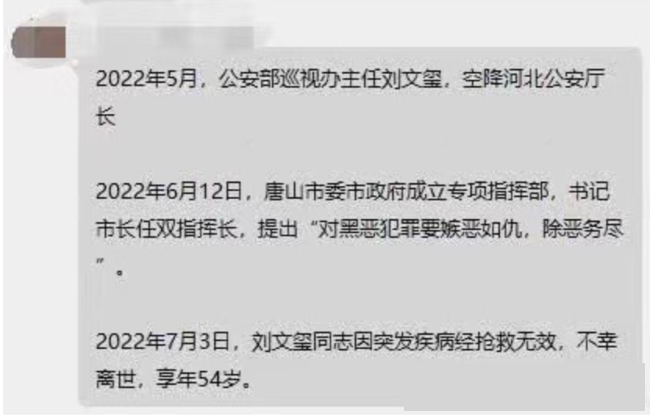 2022年5月，公安部巡视办主任刘文玺，空降河北公安厅
长
2022年6月12日，唐山市委市政府成立专项指挥部，书记
市长任双指挥长，提出“对黑恶犯罪要嫉恶如仇，除恶务尽
”。
2022年7月3日，刘文玺同志因突发疾病经抢救无效，不幸
离世，享年54岁。